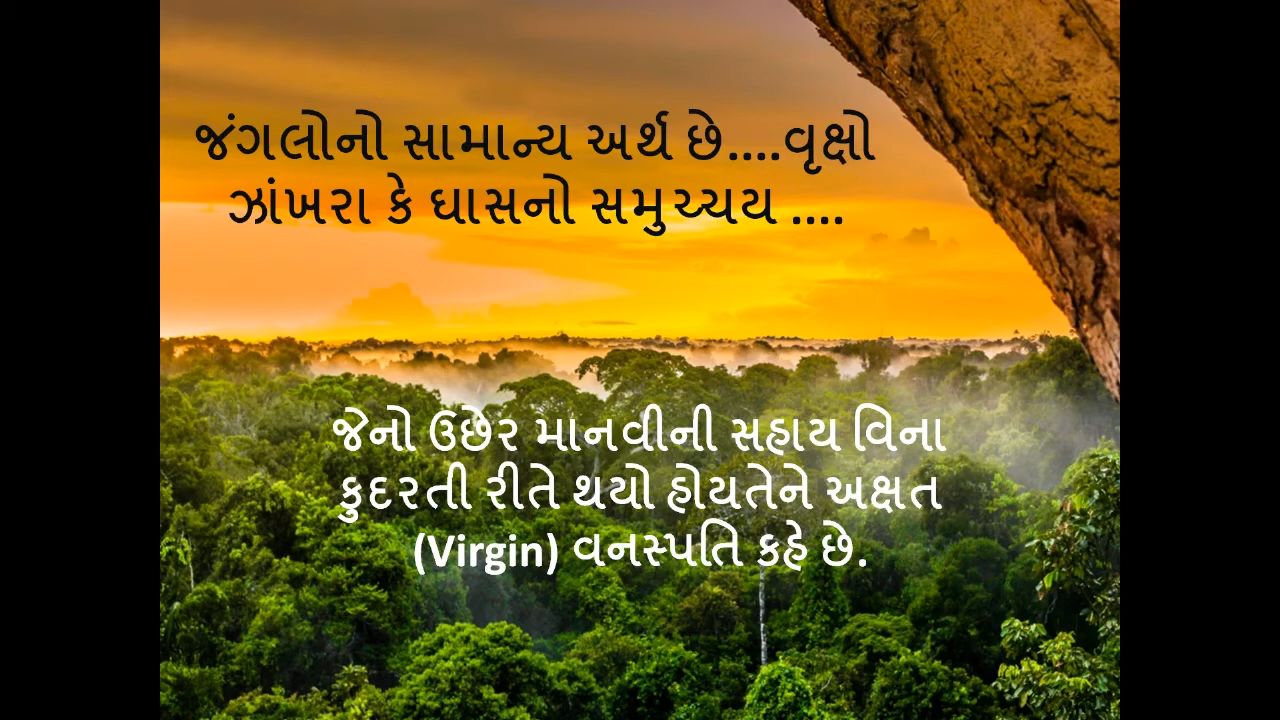 જંગલોનો સામાન્ય અર્થ છે....વૃક્ષો
ઝાંખરા કે ઘાસનો સમુચ્ચય ....
જેનો ઉછેર માનવીની સહાય વિના
કુદરતી રીતે થયો હોયતેને અક્ષત
(Virgin) વનસ્પતિ કહે છે.